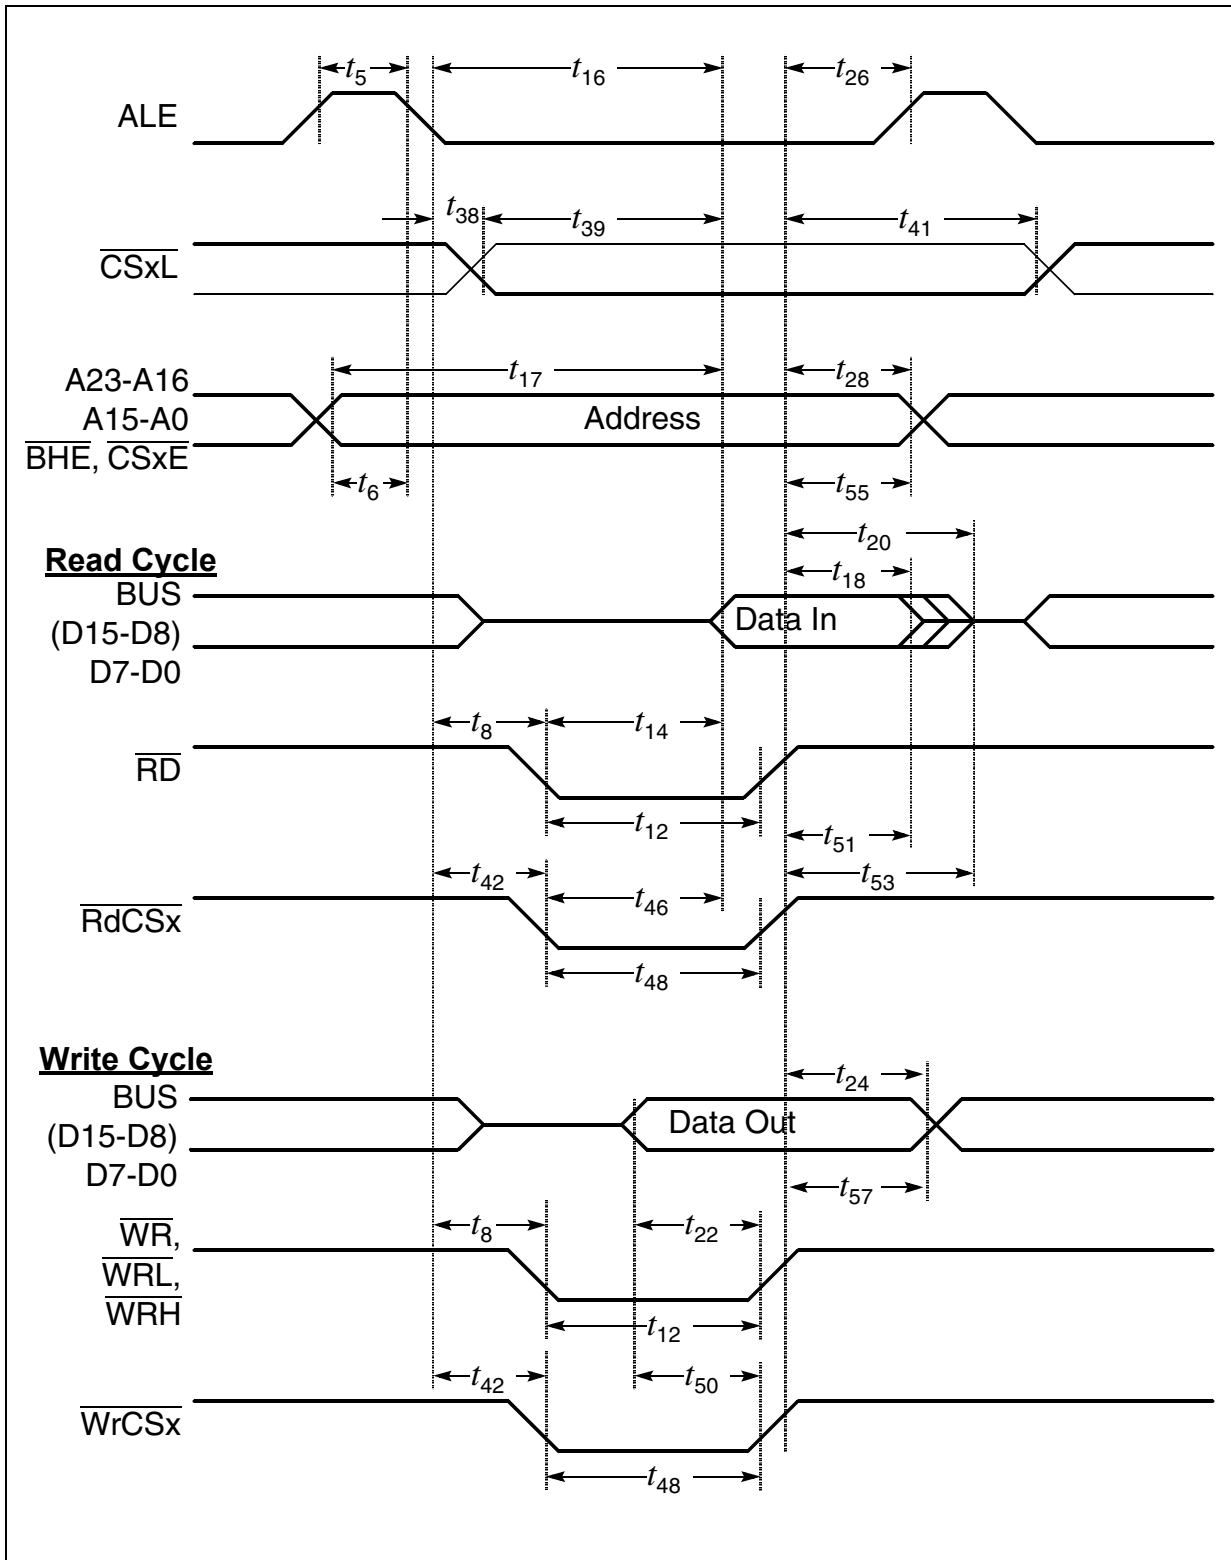 t5 t16 t26
ALE
t38 t39 t41
CSxL
A23-A16
t17 t28
A15-A0
Address
BHE, CSxE
t6 t55
t20
Read Cycle
t18
BUS
Data In
(D15-D8)
D7-D0
t8 t14
RD
t12
t51
t42
t53
t46
RdCSx
t48
Write Cycle
t24
BUS
Data Out
(D15-D8)
D7-D0
t57
t8 t22
WR,
WRL,
WRH
t12
t42 t50
WrCSx
t48